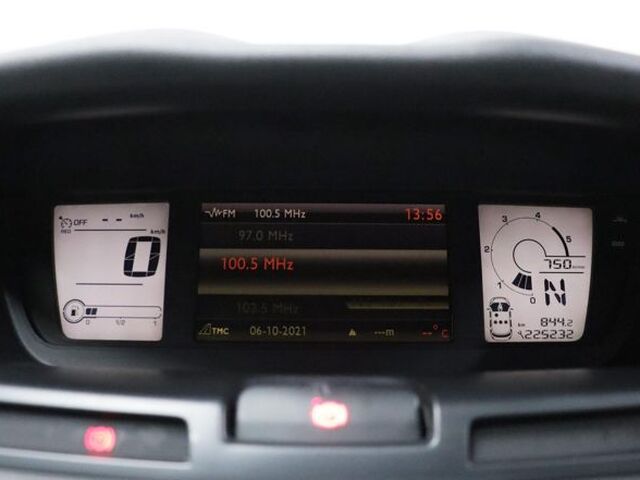 OFF -- km/h
REG
0 km/h
0 1/2 1
FM 100.5 MHz 13:56
97.0 MHz
100.5 MHz
102.5 MHz
TMC 06-10-2021 ---m --°C
3 4
2 5
750
1 0 N
km 844.2
225232